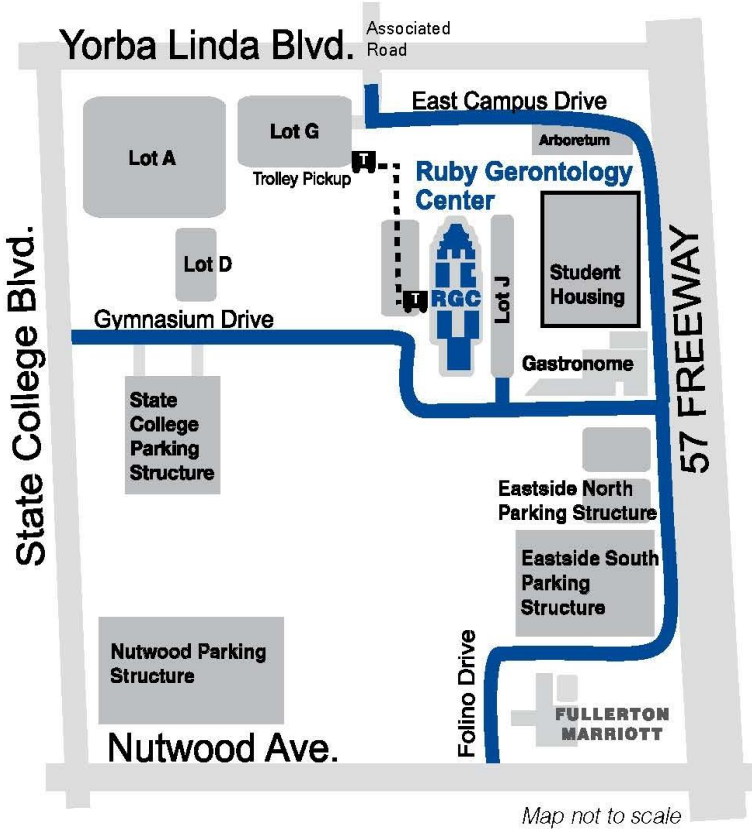 Associated
Road
Yorba Linda Blvd.
East Campus Drive
Lot A
Lot G
Arboretum
T
Trolley Pickup
Ruby Gerontology
Center
State College Blvd.
Lot D
Student
Housing
T
RGC
Lot J
57 FREEWAY
Gymnasium Drive
Gastronome
State
College
Parking
Structure
Eastside North
Parking Structure
Eastside South
Parking
Structure
Nutwood Parking
Structure
Folino Drive
FULLERTON
MARRIOTT
Nutwood Ave.
Map not to scale